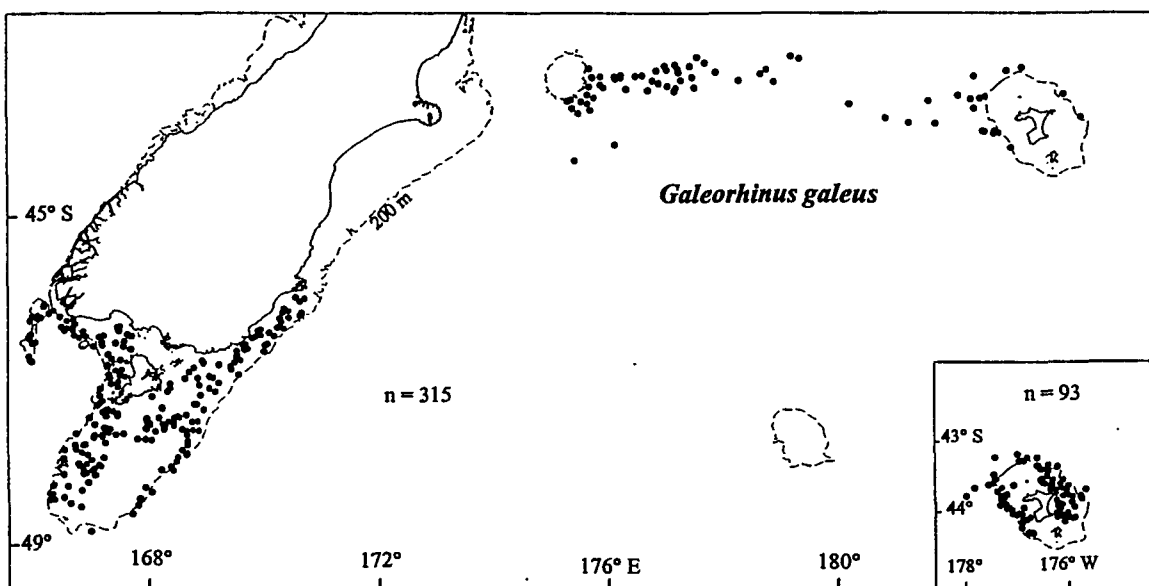 Galeorhinus galeus
45° S
200 m
n = 315
n = 93
43° S
44°
49°
168°
172°
176° E
180°
178°
176° W